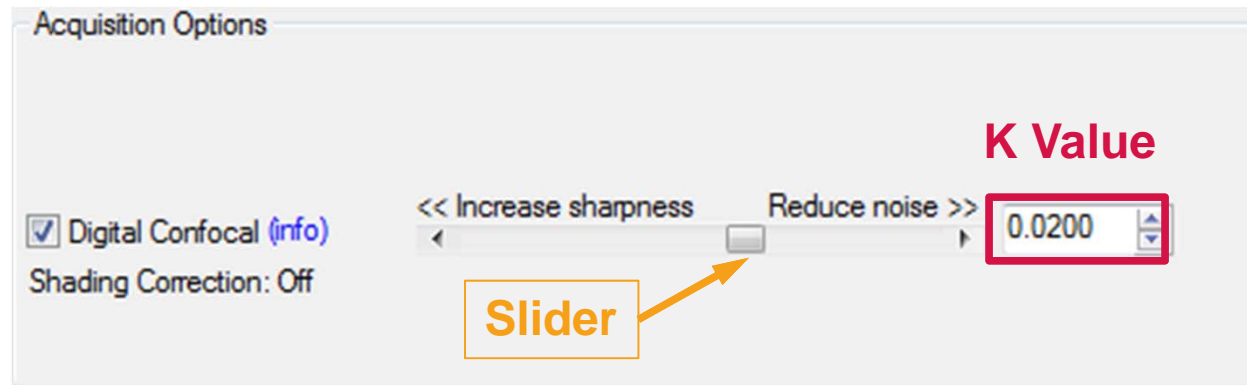 Acquisition Options
K Value
<< Increase sharpness Reduce noise >>
Digital Confocal (info)
0.0200
Shading Correction: Off
Slider